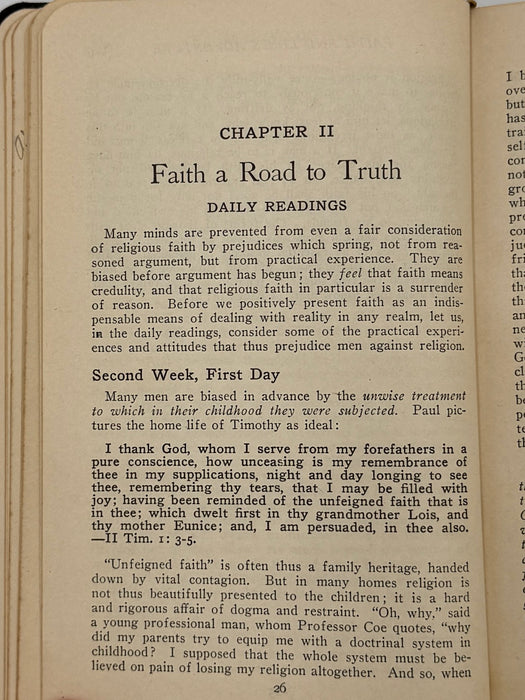 CHAPTER II
Faith a Road to Truth
DAILY READINGS
Many minds are prevented from even a fair consideration
of religious faith by prejudices which spring, not from rea-
soned argument, but from practical experience. They are
biased before argument has begun; they feel that faith means
credulity, and that religious faith in particular is a surrender
of reason. Before we positively present faith as an indis-
pensable means of dealing with reality in any realm, let us,
in the daily readings, consider some of the practical experi-
ences and attitudes that thus prejudice men against religion.
Second Week, First Day
Many men are biased in advance by the unwise treatment
to which in their childhood they were subjected. Paul pic-
tures the home life of Timothy as ideal:
I thank God, whom I serve from my forefathers in a
pure conscience, how unceasing is my remembrance of
thee in my supplications, night and day longing to see
thee, remembering thy tears, that I may be filled with
joy; having been reminded of the unfeigned faith that is
in thee; which dwelt first in thy grandmother Lois, and
thy mother Eunice; and, I am persuaded, in thee also.
—II Tim. 1: 3-5.
"Unfeigned faith" is often thus a family heritage, handed
down by vital contagion. But in many homes religion is
not thus beautifully presented to the children; it is a hard
and rigorous affair of dogma and restraint. "Oh, why," said
a young professional man, whom Professor Coe quotes, "why
did my parents try to equip me with a doctrinal system in
childhood? I supposed that the whole system must be be-
lieved on pain of losing my religion altogether. And so, when
26